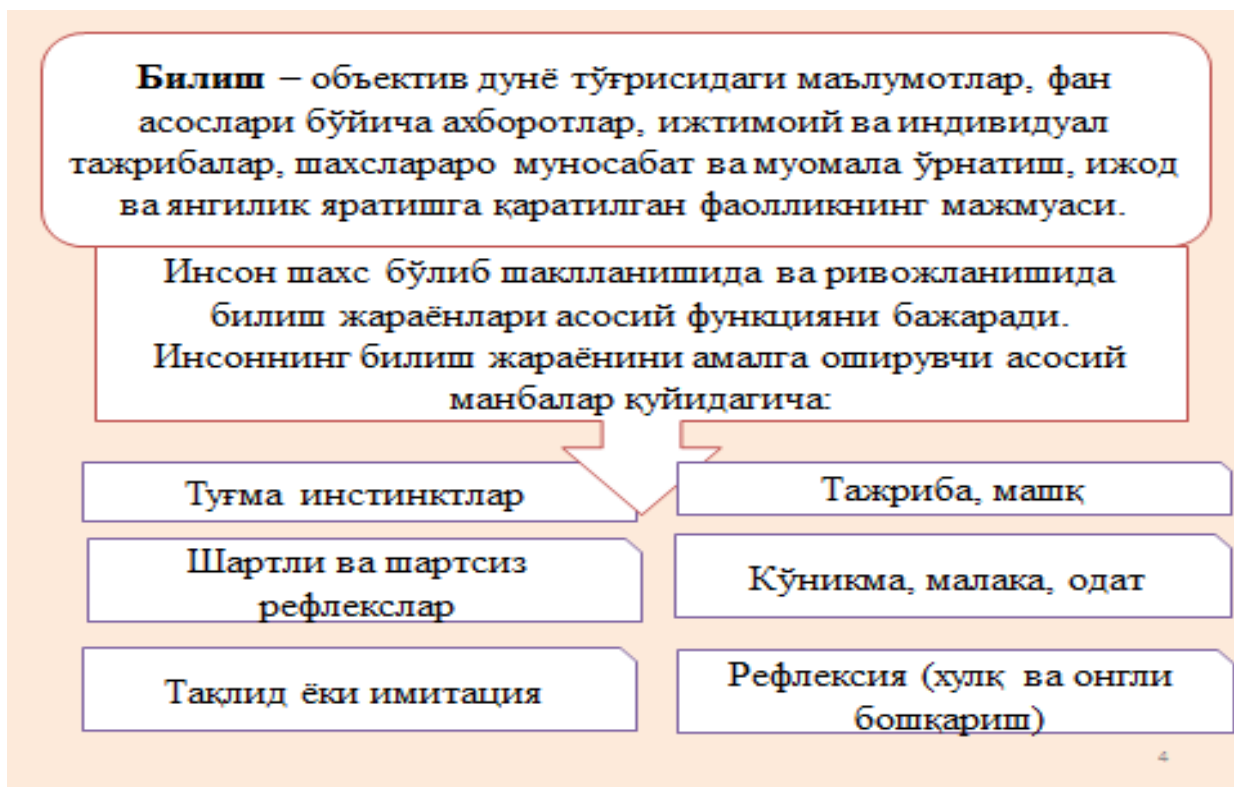 Билиш – объектив дунё тўғрисидаги маълумотлар, фан
асослари бўйича ахборотлар, ижтимоий ва индивидуал
тажрибалар, шахслараро муносабат ва муомала ўрнатиш, ижод
ва янгилик яратишга қаратилган фаолликнинг мажмуаси.
Инсон шахс бўлиб шаклланишида ва ривожланишида
билиш жараёнлари асосий функцияни бажаради.
Инсоннинг билиш жараёнини амалга оширувчи асосий
манбалар қуйидагича:
Туғма инстинктлар
Тажриба, машқ
Шартли ва шартсиз
рефлекслар
Кўникма, малака, одат
Тақлид ёки имитация
Рефлексия (хулқ ва онгли
бошқариш)
4